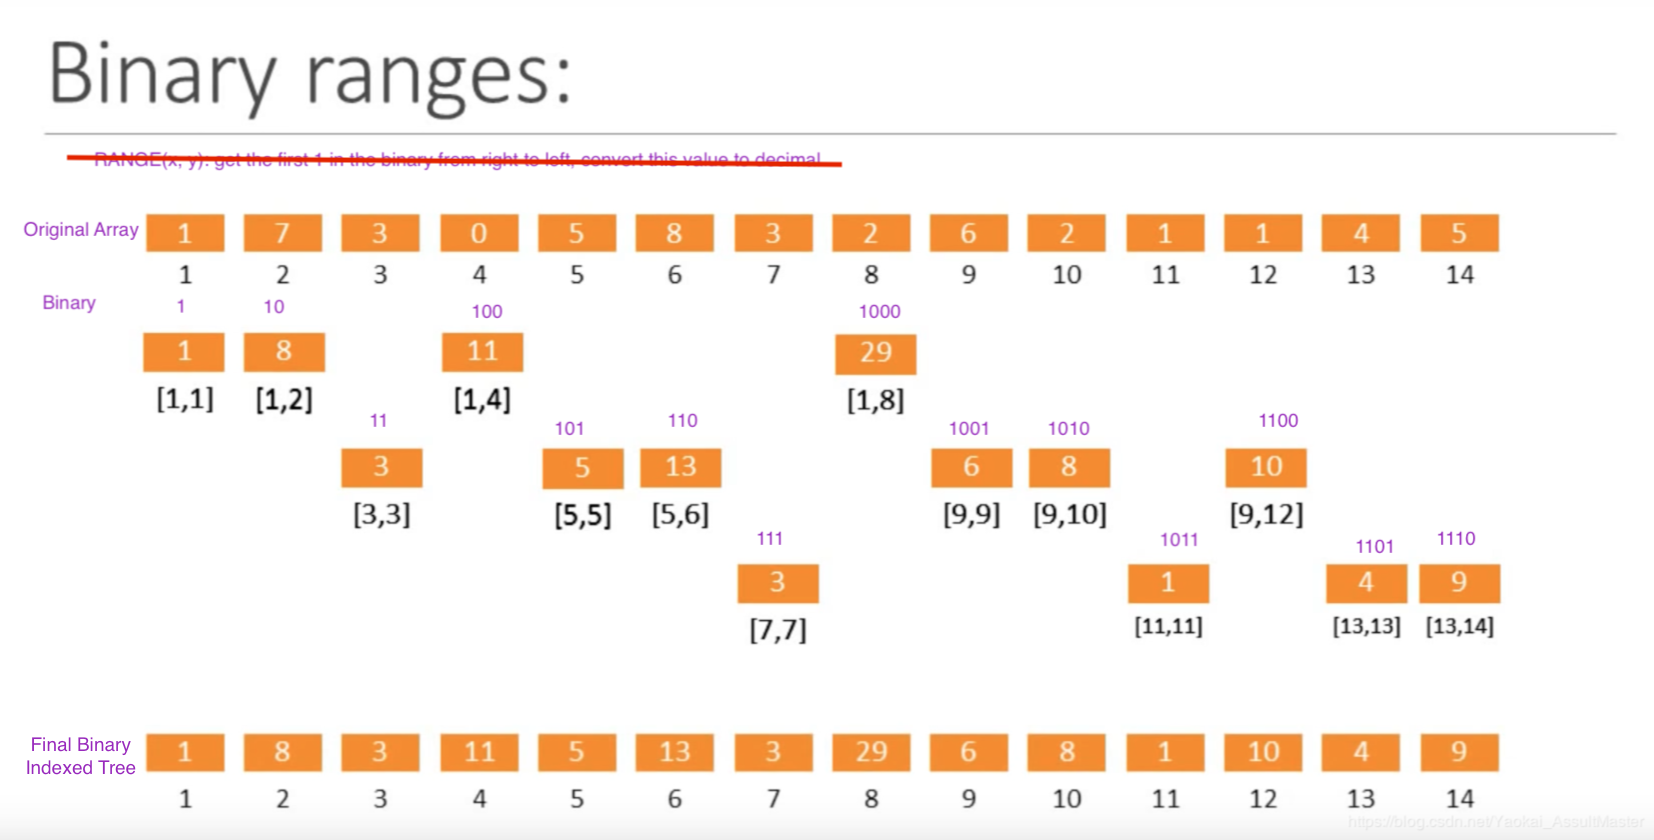 Binary ranges:
RANGE(x, y): get the first 1 in the binary from right to left, convert this value to decimal
Original Array 1 7 3 0 5 8 3 2 6 2 1 1 4 5
1 2 3 4 5 6 7 8 9 10 11 12 13 14
Binary 1 10 100 1000
1 8 11 29
[1,1] [1,2] [1,4] [1,8]
11 101 110 1001 1010 1100
3 5 13 6 8 10
[3,3] [5,5] [5,6] [9,9] [9,10] [9,12]
111 1011 1101 1110
3 1 4 9
[7,7] [11,11] [13,13] [13,14]
Final Binary
Indexed Tree
1 8 3 11 5 13 3 29 6 8 1 10 4 9
1 2 3 4 5 6 7 8 9 10 11 12 13 14
https://blog.csdn.net/Yaokai_AssultMaster